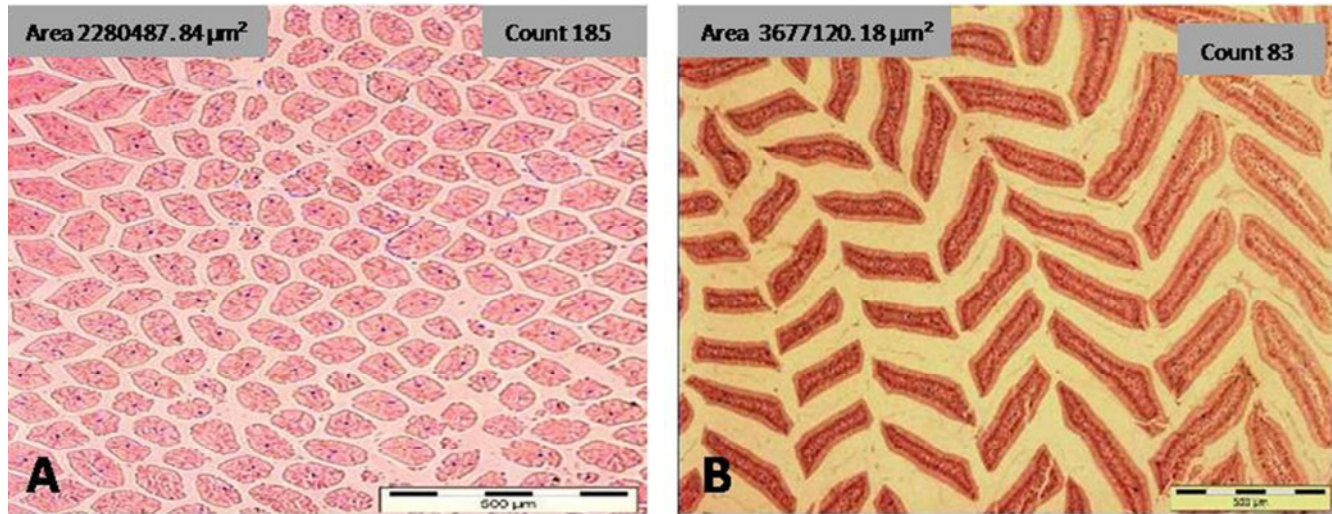 Area 2280487.84 µm²
Count 185
A
500 µm
Area 3677120.18 µm²
Count 83
B
500 µm